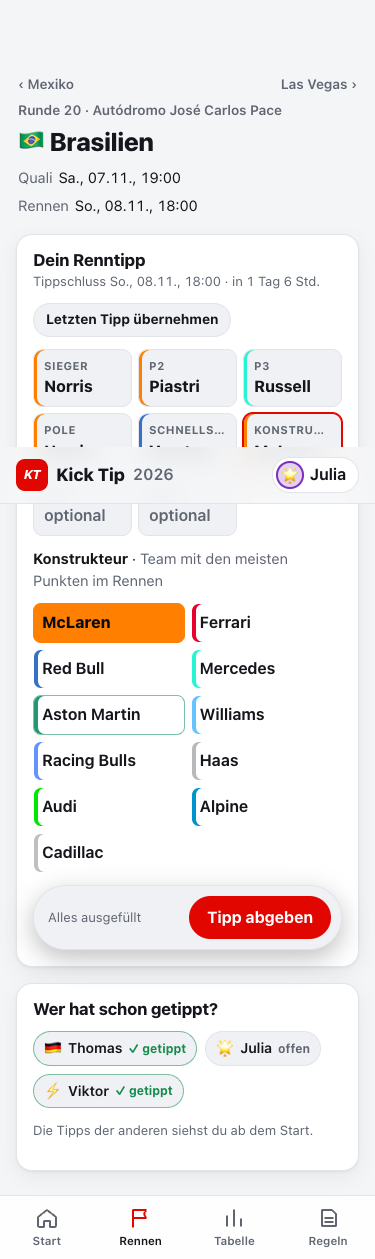 ‹ Mexiko
Las Vegas ›
Runde 20 · Autódromo José Carlos Pace
Brasilien
Quali Sa., 07.11., 19:00
Rennen So., 08.11., 18:00
Dein Renntipp
Tippschluss So., 08.11., 18:00 · in 1 Tag 6 Std.
Letzten Tipp übernehmen
SIEGER
Norris
P2
Piastri
P3
Russell
POLE
SCHNELLS…
KONSTRU…
KT Kick Tip 2026
Julia
optional
optional
Konstrukteur · Team mit den meisten
Punkten im Rennen
McLaren
Ferrari
Red Bull
Mercedes
Aston Martin
Williams
Racing Bulls
Haas
Audi
Alpine
Cadillac
Alles ausgefüllt
Tipp abgeben
Wer hat schon getippt?
Thomas ✓ getippt
Julia offen
Viktor ✓ getippt
Die Tipps der anderen siehst du ab dem Start.
Start
Rennen
Tabelle
Regeln